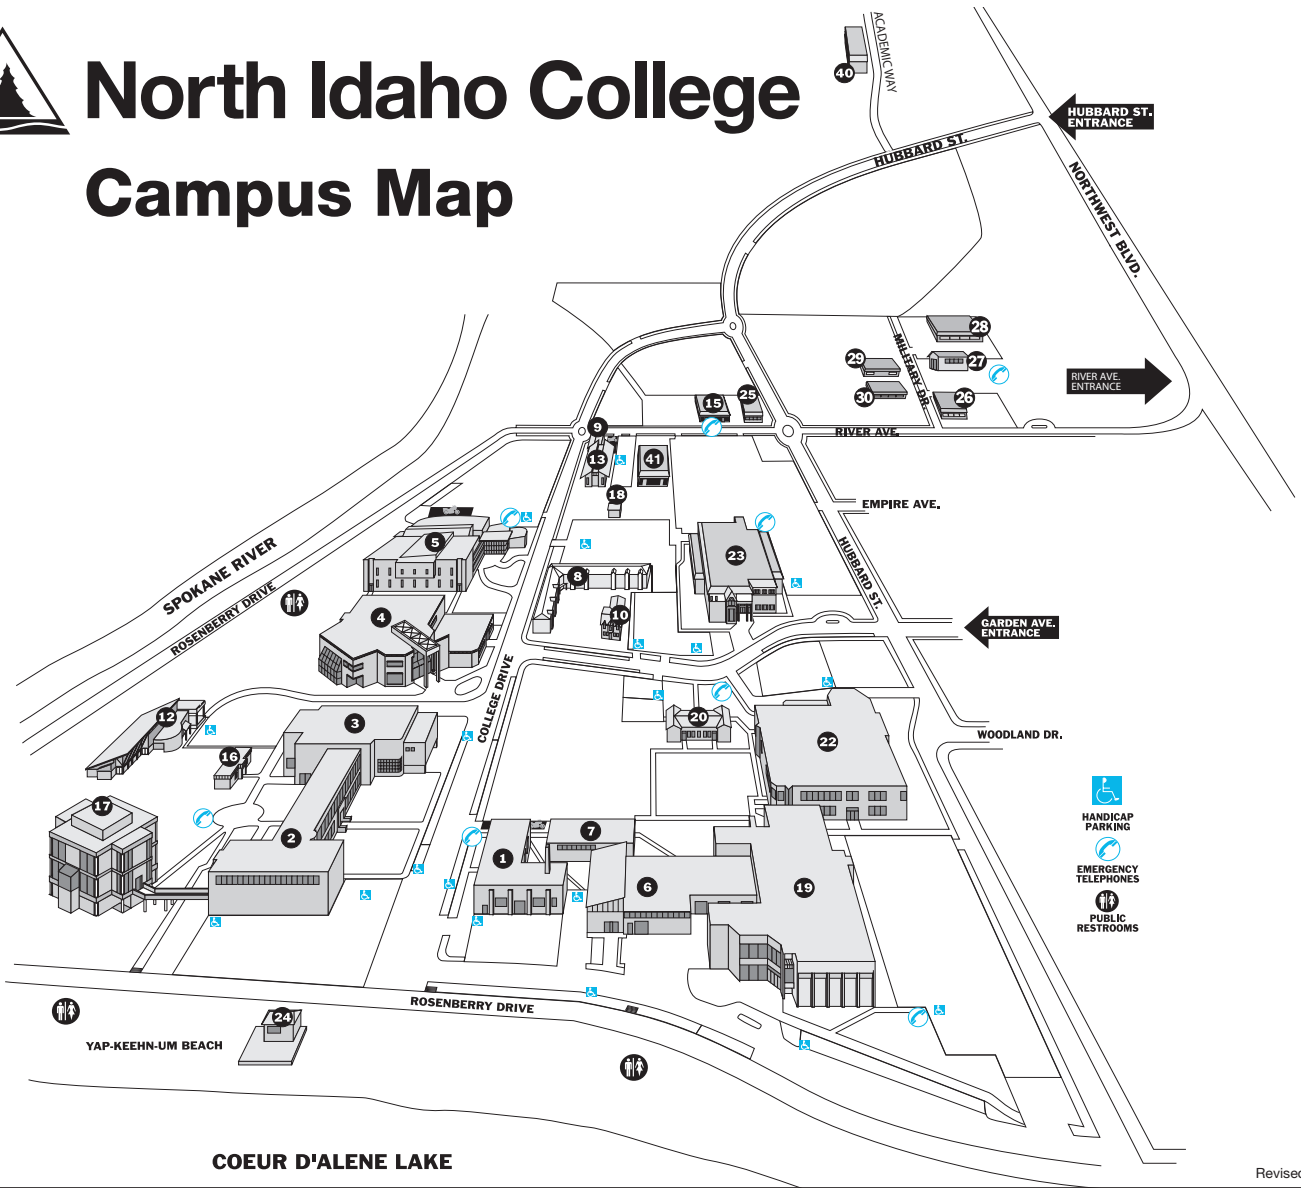 North Idaho College
Campus Map
ACADEMIC WAY
40
HUBBARD ST.
ENTRANCE
HUBBARD ST.
NORTHWEST BLVD.
28
MILITARY DR.
29
27
30
26
RIVER AVE.
ENTRANCE
15
25
9
RIVER AVE.
13
41
18
EMPIRE AVE.
5
23
HUBBARD ST.
SPOKANE RIVER
ROSENBERRY DRIVE
8
10
4
GARDEN AVE.
ENTRANCE
COLLEGE DRIVE
12
3
20
22
WOODLAND DR.
16
17
2
1
7
6
19
HANDICAP
PARKING
EMERGENCY
TELEPHONES
PUBLIC
RESTROOMS
ROSENBERRY DRIVE
24
YAP-KEEHN-UM BEACH
COEUR D'ALENE LAKE
Revised